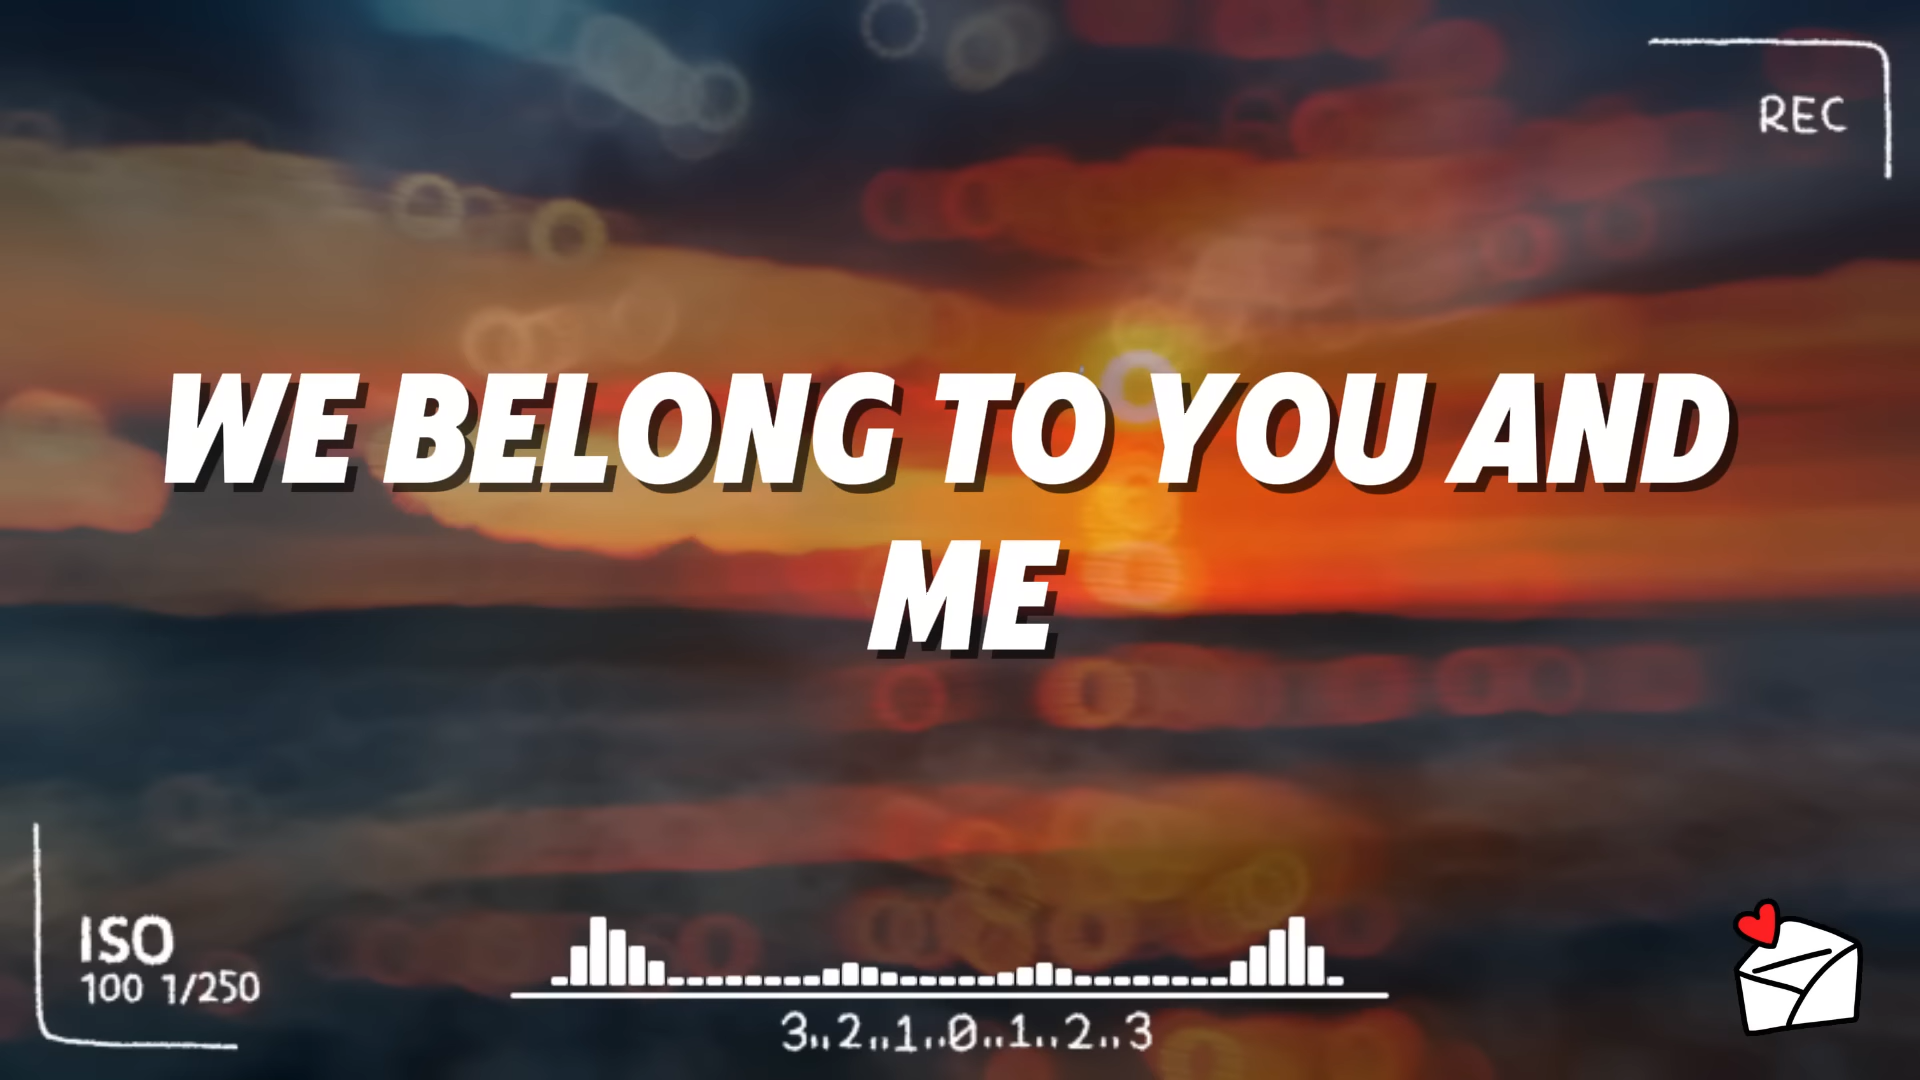 REC
WE BELONG TO YOU AND
ME
ISO
100 1/250
3..2..1..0..1..2..3